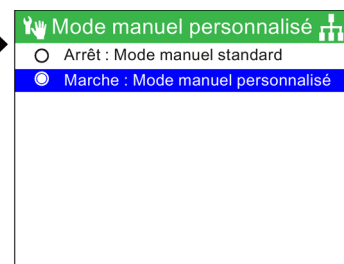 Mode manuel personnalisé
Arrêt : Mode manuel standard
Marche : Mode manuel personnalisé